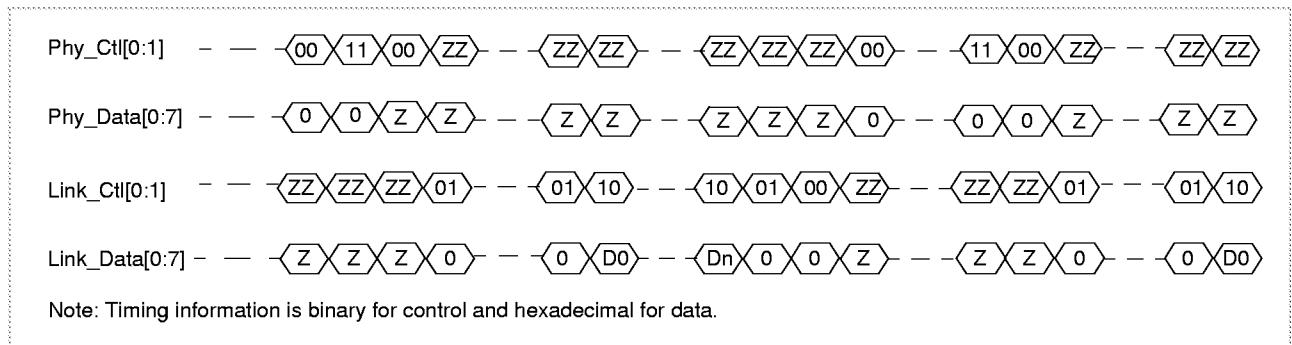 Phy_Ctl[0:1] 00 11 00 ZZ ZZ ZZ ZZ ZZ ZZ 00 11 00 ZZ ZZ ZZ
Phy_Data[0:7] 0 0 Z Z Z Z Z Z Z 0 0 0 Z Z Z
Link_Ctl[0:1] ZZ ZZ ZZ 01 01 10 10 01 00 ZZ ZZ ZZ 01 01 10
Link_Data[0:7] Z Z Z 0 0 D0 Dn 0 0 Z Z Z 0 0 D0
Note: Timing information is binary for control and hexadecimal for data.